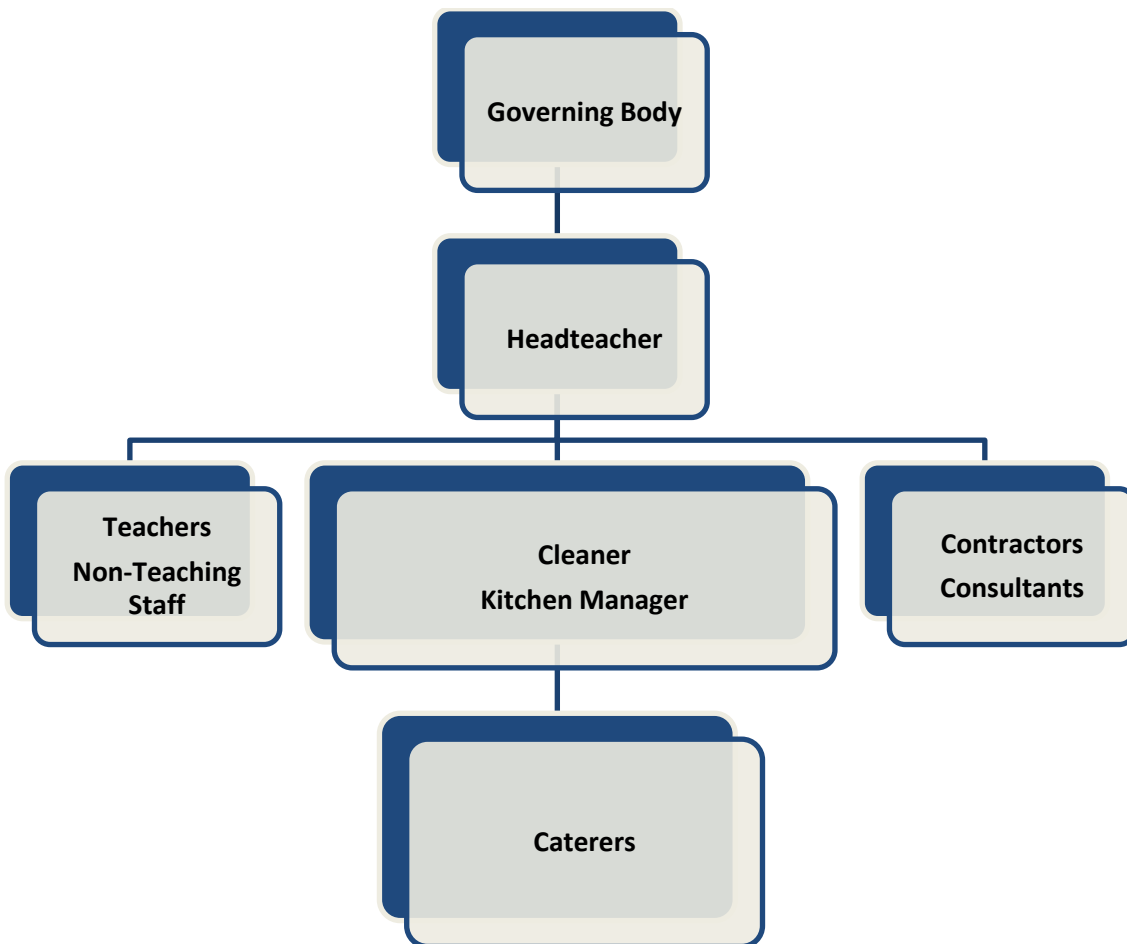 Governing Body
Headteacher
Teachers
Non-Teaching
Staff
Cleaner
Kitchen Manager
Contractors
Consultants
Caterers